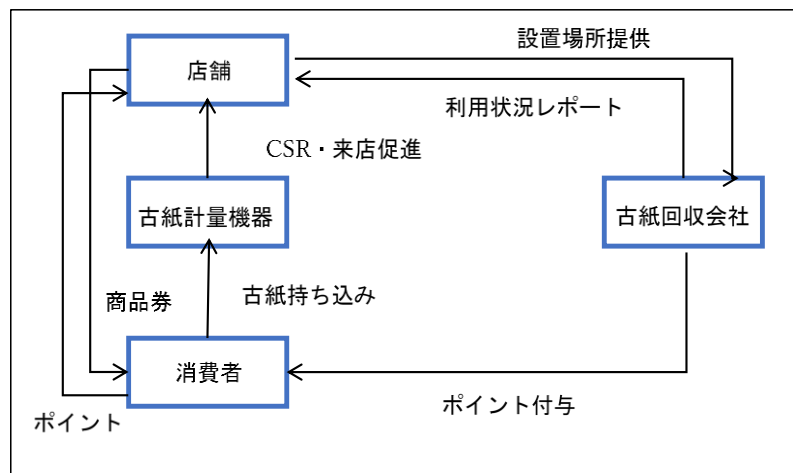 設置場所提供
店舗
利用状況レポート
CSR・来店促進
古紙計量機器
古紙回収会社
商品券
古紙持ち込み
消費者
ポイント
ポイント付与